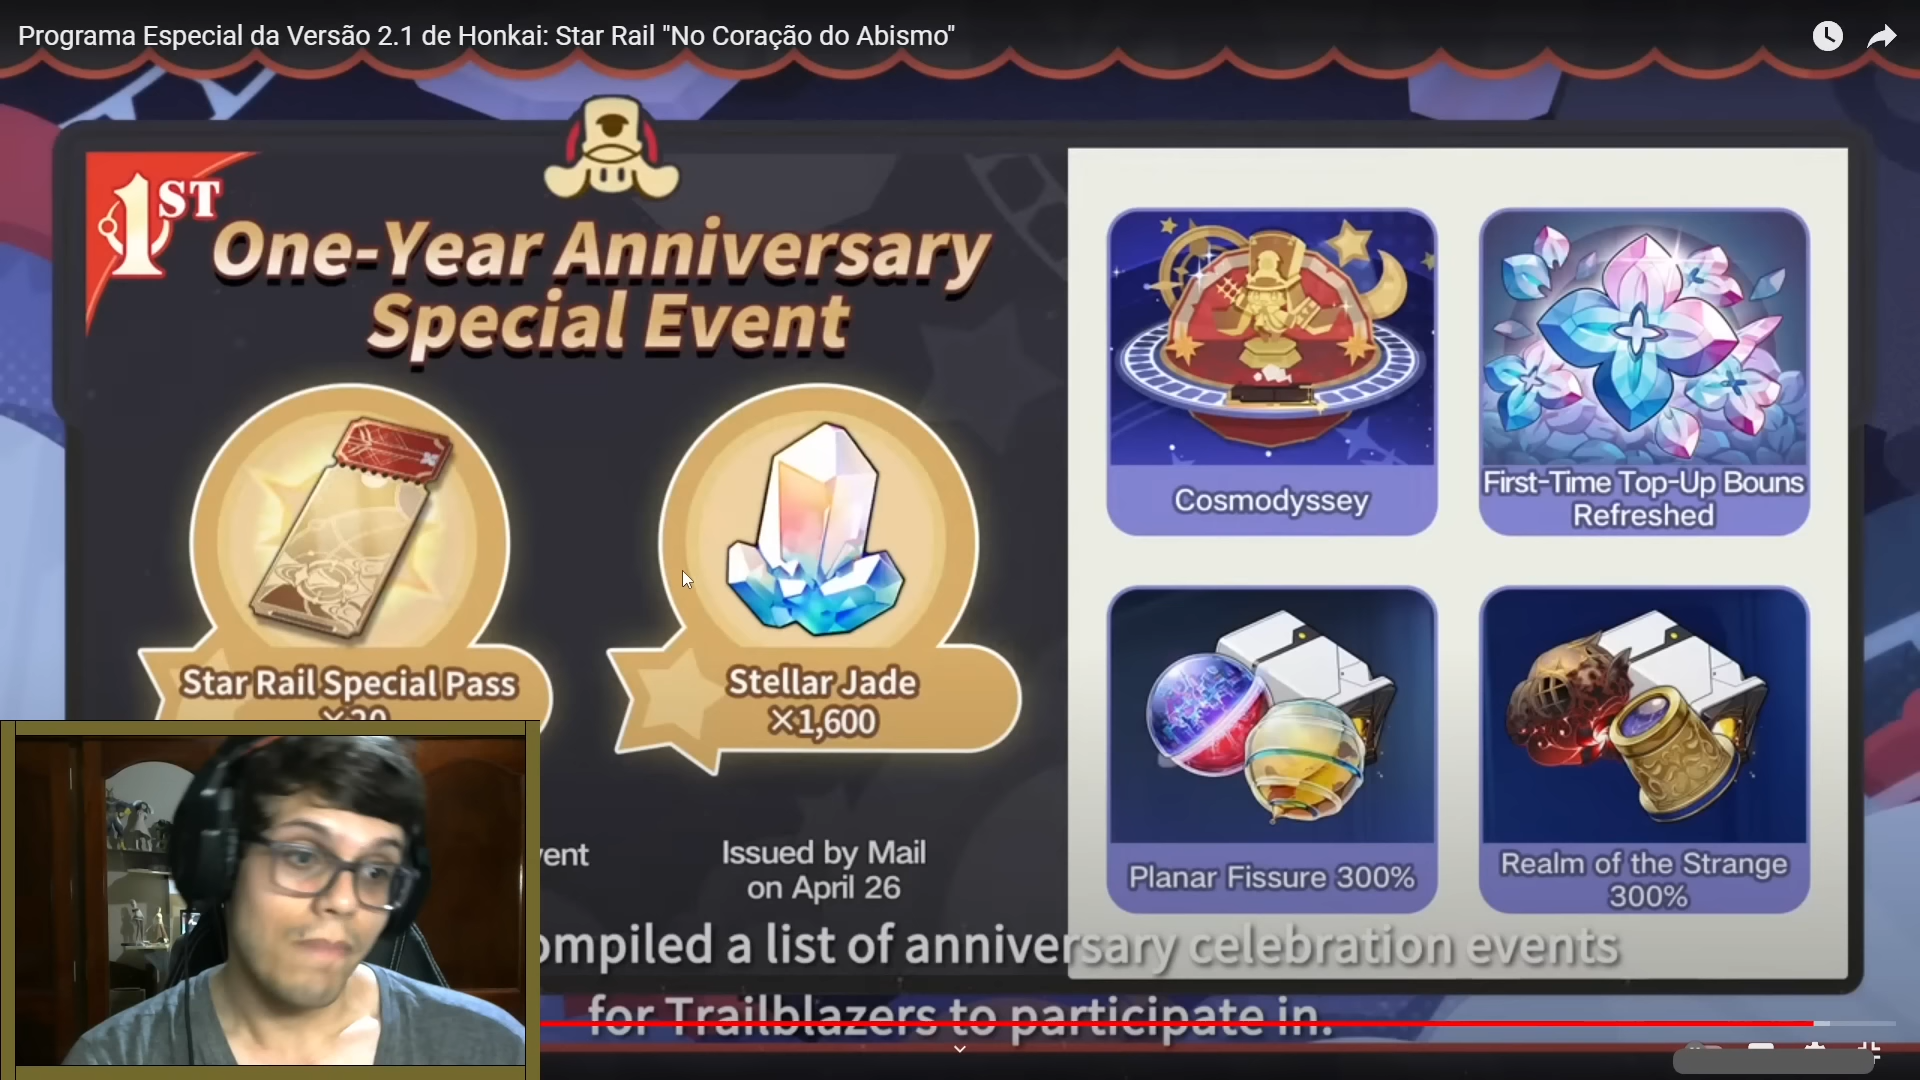 Programa Especial da Versão 2.1 de Honkai: Star Rail "No Coração do Abismo"
1ST
One-Year Anniversary
Special Event
Star Rail Special Pass
×20
Stellar Jade
×1,600
Issued by Mail
on April 26
Cosmodyssey
First-Time Top-Up Bouns
Refreshed
Planar Fissure 300%
Realm of the Strange
300%
a list of anniversary celebration events
for Trailblazers to participate in.